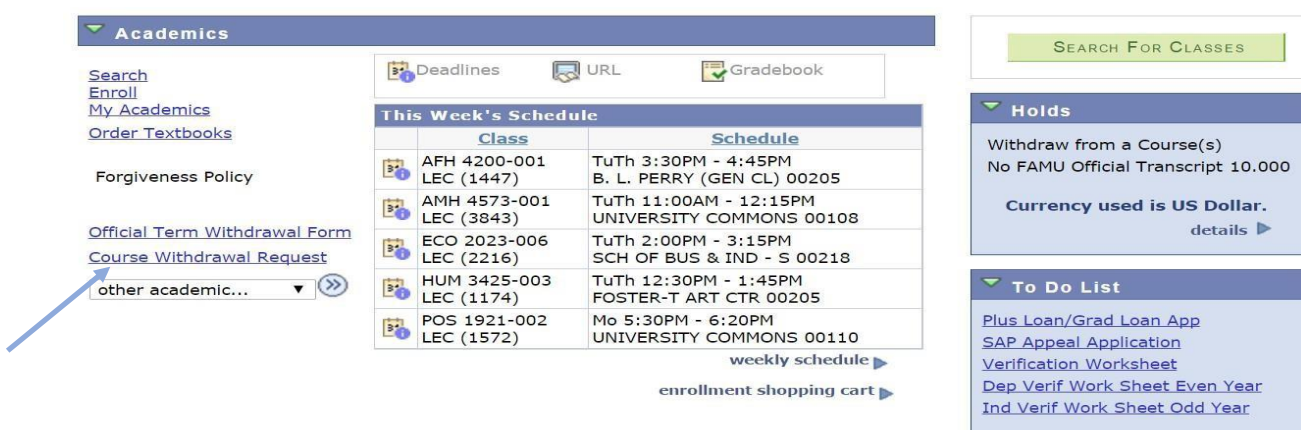 Academics
Search
Enroll
My Academics
Order Textbooks
Forgiveness Policy
Official Term Withdrawal Form
Course Withdrawal Request
other academic...
Deadlines URL Gradebook
This Week's Schedule
Class Schedule
AFH 4200-001 TuTh 3:30PM - 4:45PM
LEC (1447) B. L. PERRY (GEN CL) 00205
AMH 4573-001 TuTh 11:00AM - 12:15PM
LEC (3843) UNIVERSITY COMMONS 00108
ECO 2023-006 TuTh 2:00PM - 3:15PM
LEC (2216) SCH OF BUS & IND - S 00218
HUM 3425-003 TuTh 12:30PM - 1:45PM
LEC (1174) FOSTER-T ART CTR 00205
POS 1921-002 Mo 5:30PM - 6:20PM
LEC (1572) UNIVERSITY COMMONS 00110
weekly schedule
enrollment shopping cart
SEARCH FOR CLASSES
Holds
Withdraw from a Course(s)
No FAMU Official Transcript 10.000
Currency used is US Dollar.
details
To Do List
Plus Loan/Grad Loan App
SAP Appeal Application
Verification Worksheet
Dep Verif Work Sheet Even Year
Ind Verif Work Sheet Odd Year